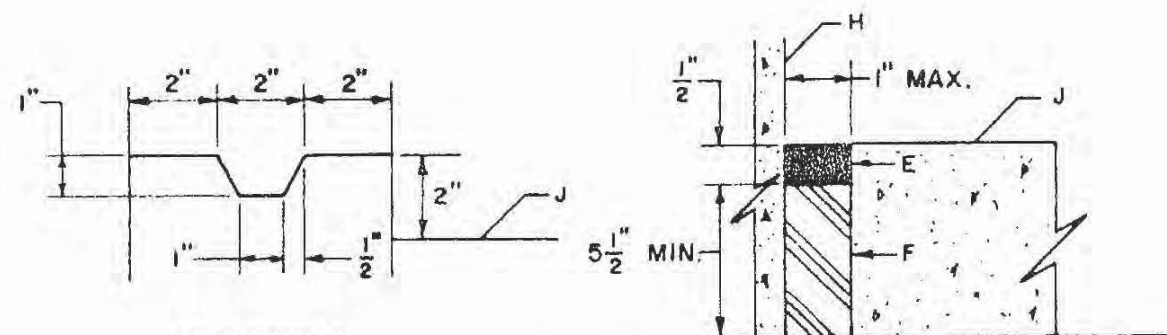 2" 2" 2"
1"
2"
J
1" 1/2"
H
1/2"
1" MAX.
J
E
5 1/2" MIN.
F